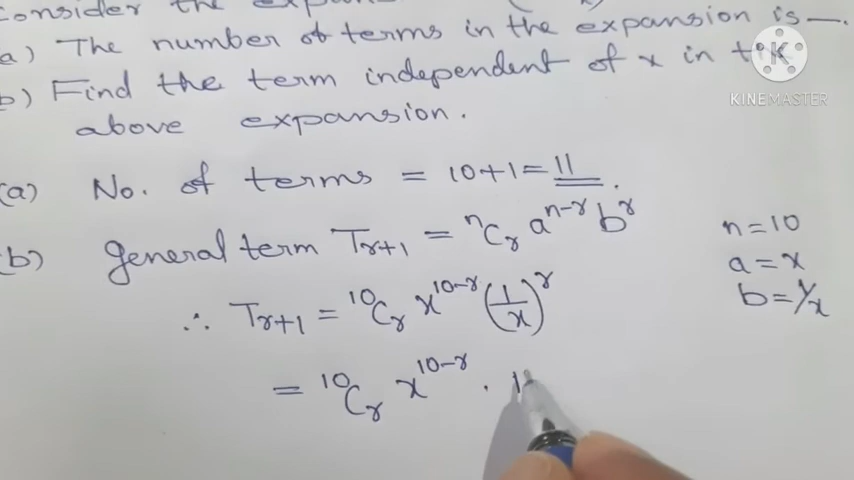 Consider the expan
a) The number of terms in the expansion is —.
b) Find the term independent of x in the
above expansion.
(a) No. of terms = 10+1 = 11.
(b) general term Tᵣ₊₁ = ⁿCᵣ aⁿ⁻ʳ bʳ
n=10
a=x
b=1/x
∴ Tᵣ₊₁ = ¹⁰Cᵣ x¹⁰⁻ʳ (1/x)ʳ
= ¹⁰Cᵣ x¹⁰⁻ʳ . 1
K
KINEMASTER